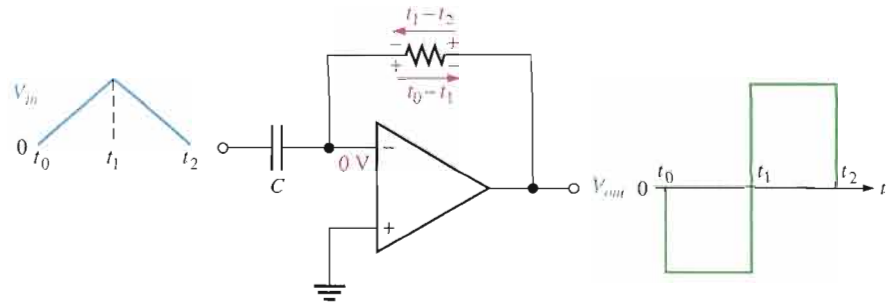 t₁–t₂
− +
+ −
t₀–t₁
Vin
0 t₀ t₁ t₂
C
0 V
−
+
Vout 0
t₀ t₁ t₂ t